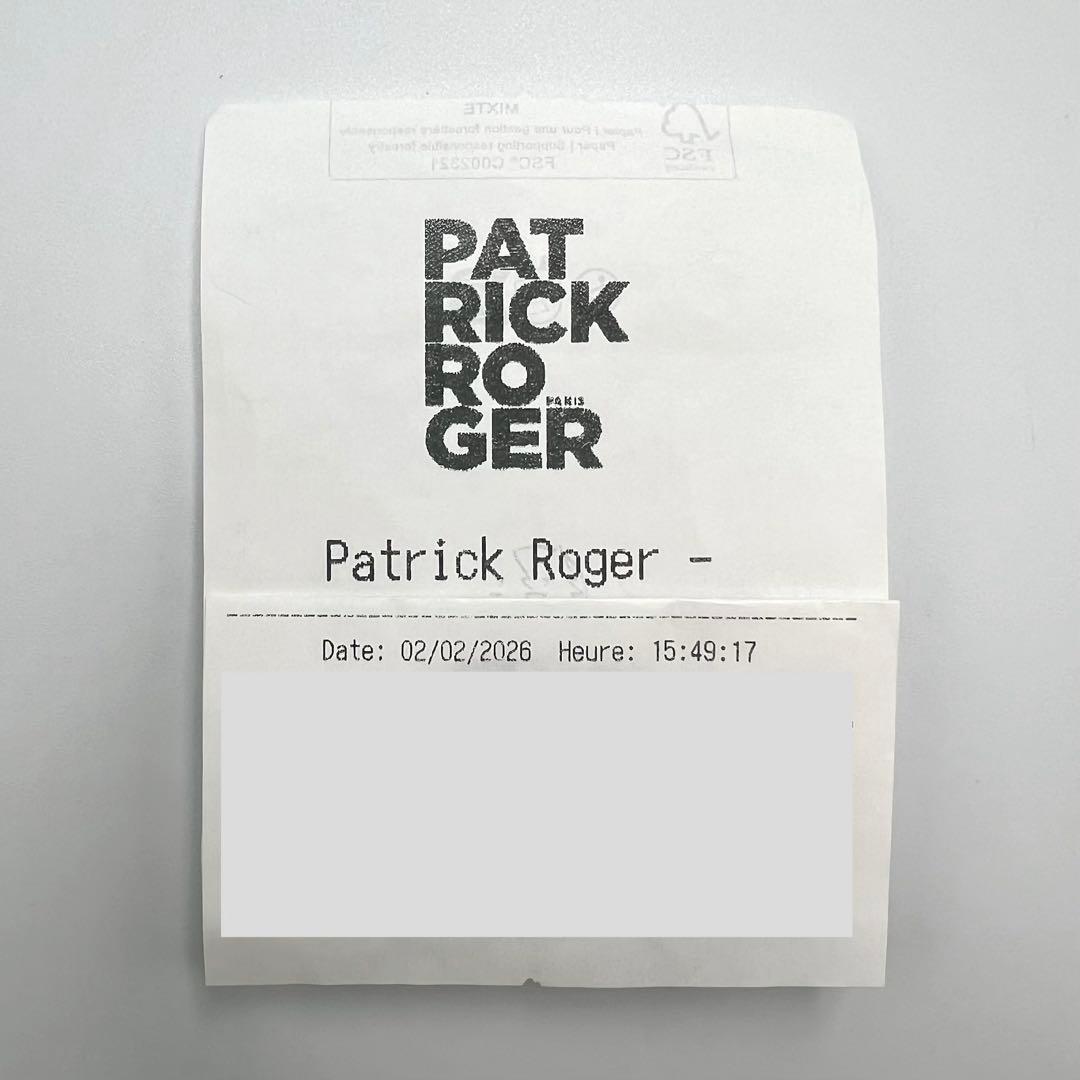 MIXTE
Papier | Pour une gestion forestière responsable
Paper | Supporting responsible forestry
FSC® C002321
FSC
PAT
RICK
RO
PARIS
GER
Patrick Roger -
Date: 02/02/2026 Heure: 15:49:17